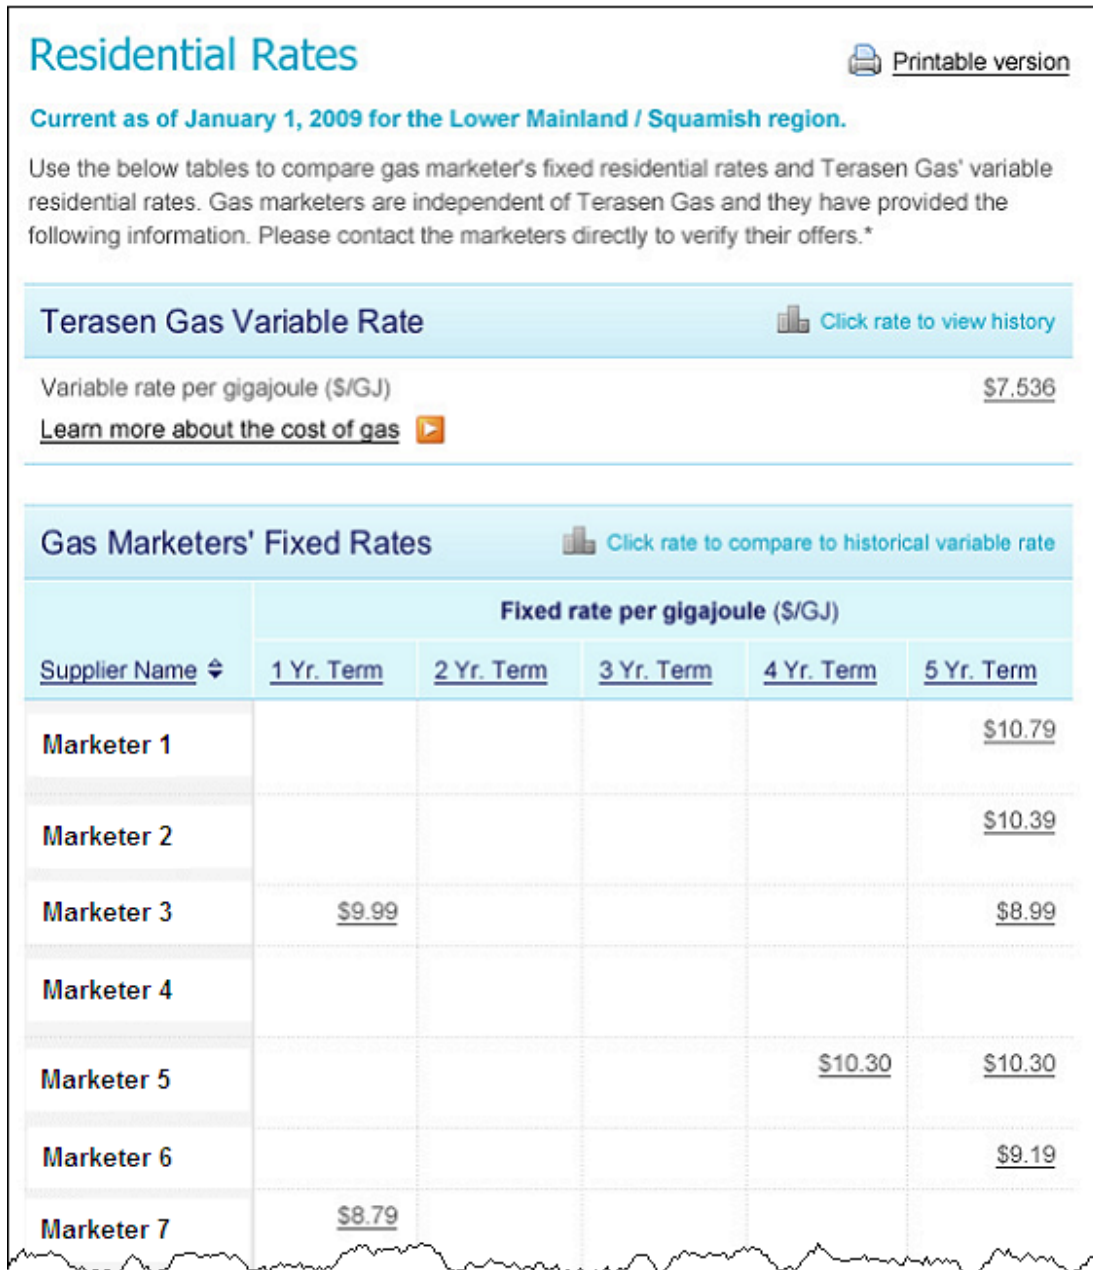 Residential Rates
Printable version
Current as of January 1, 2009 for the Lower Mainland / Squamish region.
Use the below tables to compare gas marketer's fixed residential rates and Terasen Gas' variable
residential rates. Gas marketers are independent of Terasen Gas and they have provided the
following information. Please contact the marketers directly to verify their offers.*
Terasen Gas Variable Rate
Click rate to view history
Variable rate per gigajoule ($/GJ) $7.536
Learn more about the cost of gas
Gas Marketers' Fixed Rates
Click rate to compare to historical variable rate
Fixed rate per gigajoule ($/GJ)
Supplier Name 1 Yr. Term 2 Yr. Term 3 Yr. Term 4 Yr. Term 5 Yr. Term
Marketer 1 $10.79
Marketer 2 $10.39
Marketer 3 $9.99 $8.99
Marketer 4
Marketer 5 $10.30 $10.30
Marketer 6 $9.19
Marketer 7 $8.79